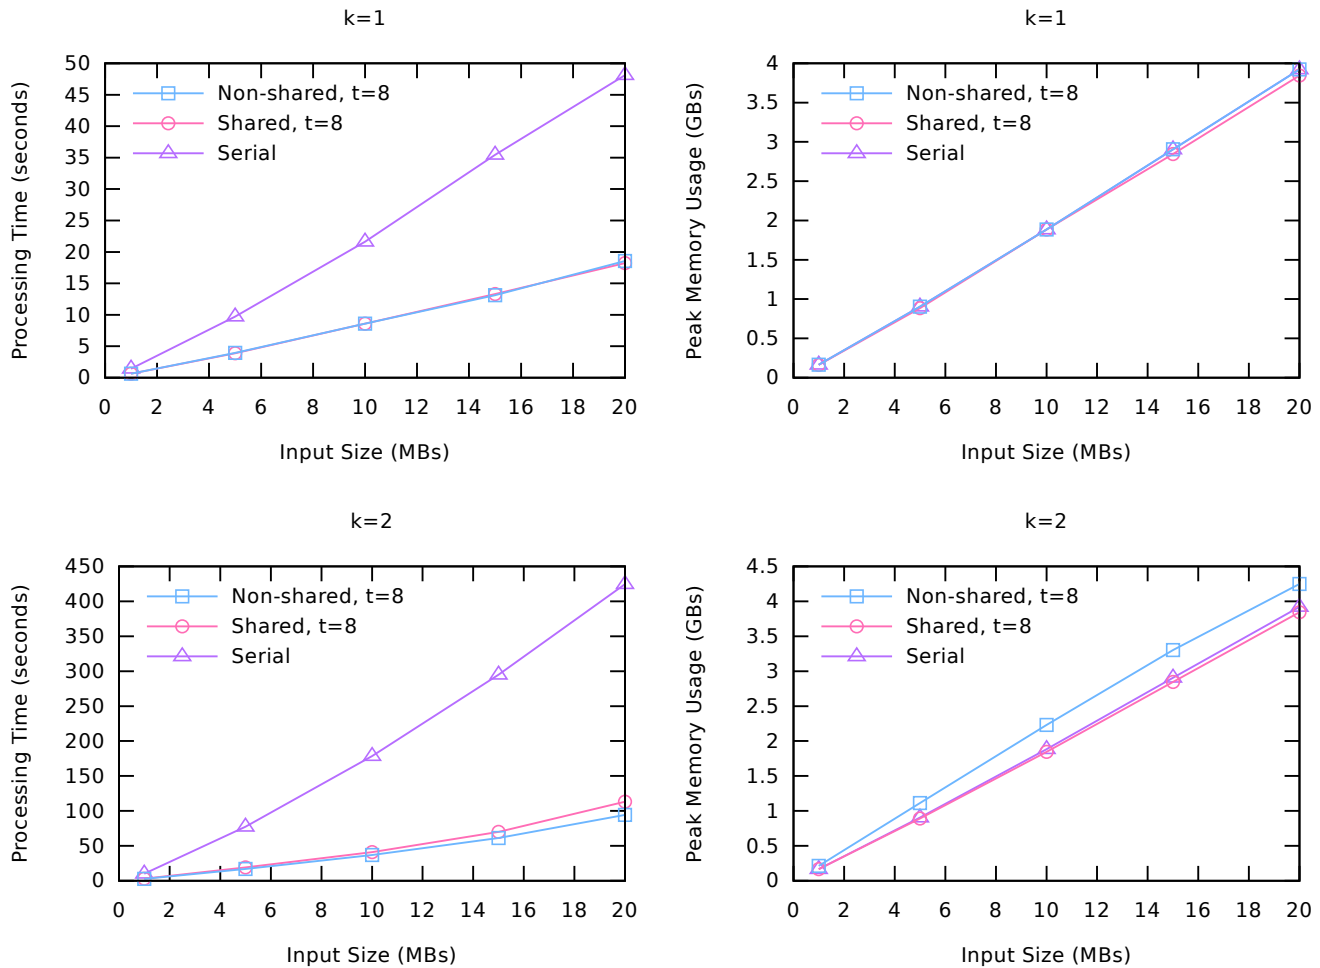 k=1
50
45
40
35
30
25
20
15
10
5
0
Processing Time (seconds)
Non-shared, t=8
Shared, t=8
Serial
0 2 4 6 8 10 12 14 16 18 20
Input Size (MBs)
k=1
4
3.5
3
2.5
2
1.5
1
0.5
0
Peak Memory Usage (GBs)
Non-shared, t=8
Shared, t=8
Serial
0 2 4 6 8 10 12 14 16 18 20
Input Size (MBs)
k=2
450
400
350
300
250
200
150
100
50
0
Processing Time (seconds)
Non-shared, t=8
Shared, t=8
Serial
0 2 4 6 8 10 12 14 16 18 20
Input Size (MBs)
k=2
4.5
4
3.5
3
2.5
2
1.5
1
0.5
0
Peak Memory Usage (GBs)
Non-shared, t=8
Shared, t=8
Serial
0 2 4 6 8 10 12 14 16 18 20
Input Size (MBs)